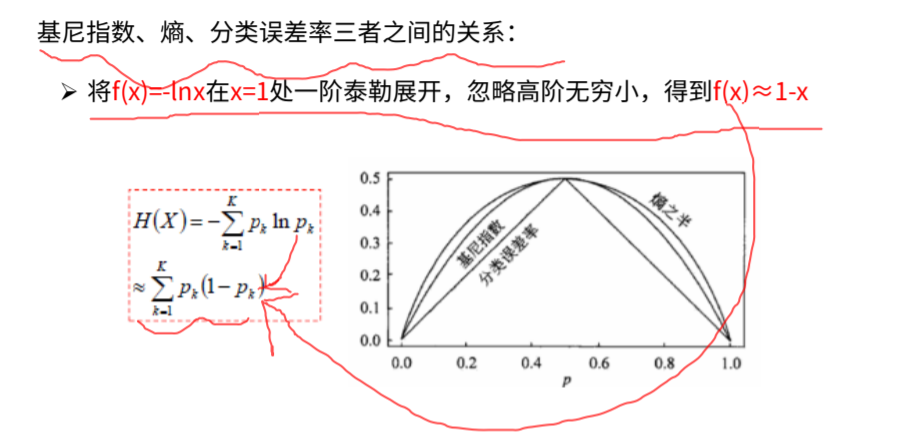 基尼指数、熵、分类误差率三者之间的关系：
➢ 将f(x)=-lnx在x=1处一阶泰勒展开，忽略高阶无穷小，得到f(x)≈1-x
H(X)=-∑_{k=1}^{K} p_k ln p_k
≈∑_{k=1}^{K} p_k(1-p_k)
0.5
0.4
0.3
0.2
0.1
0.0
基尼指数
分类误差率
熵之半
0.0 0.2 0.4 0.6 0.8 1.0
p